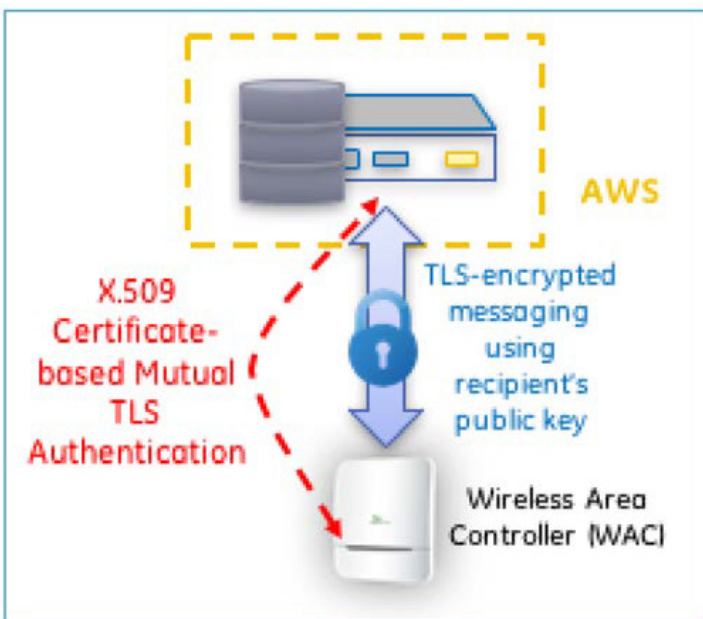 AWS
X.509
Certificate-
based Mutual
TLS
Authentication
TLS-encrypted
messaging
using
recipient's
public key
Wireless Area
Controller (WAC)